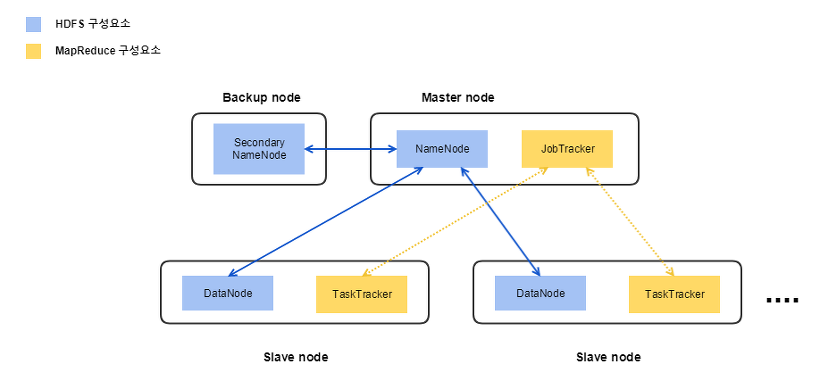 HDFS 구성요소
MapReduce 구성요소
Backup node
Master node
Secondary
NameNode
NameNode
JobTracker
DataNode
TaskTracker
DataNode
TaskTracker
....
Slave node
Slave node